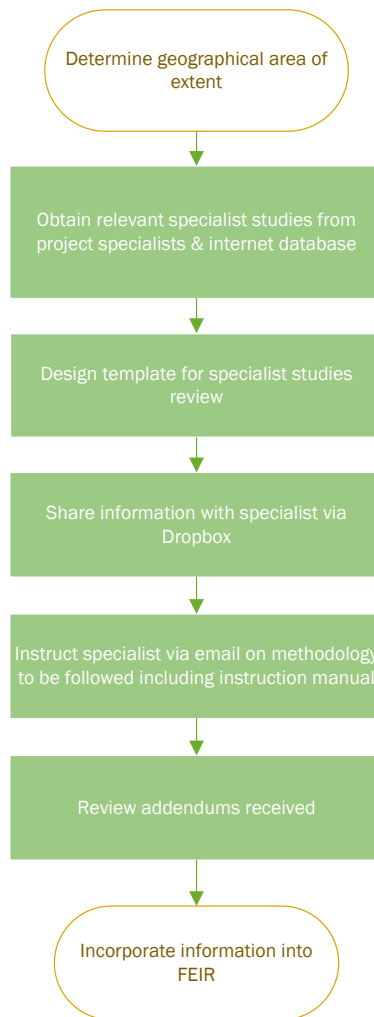 Determine geographical area of
extent
Obtain relevant specialist studies from
project specialists & internet database
Design template for specialist studies
review
Share information with specialist via
Dropbox
Instruct specialist via email on methodology
to be followed including instruction manual
Review addendums received
Incorporate information into
FEIR